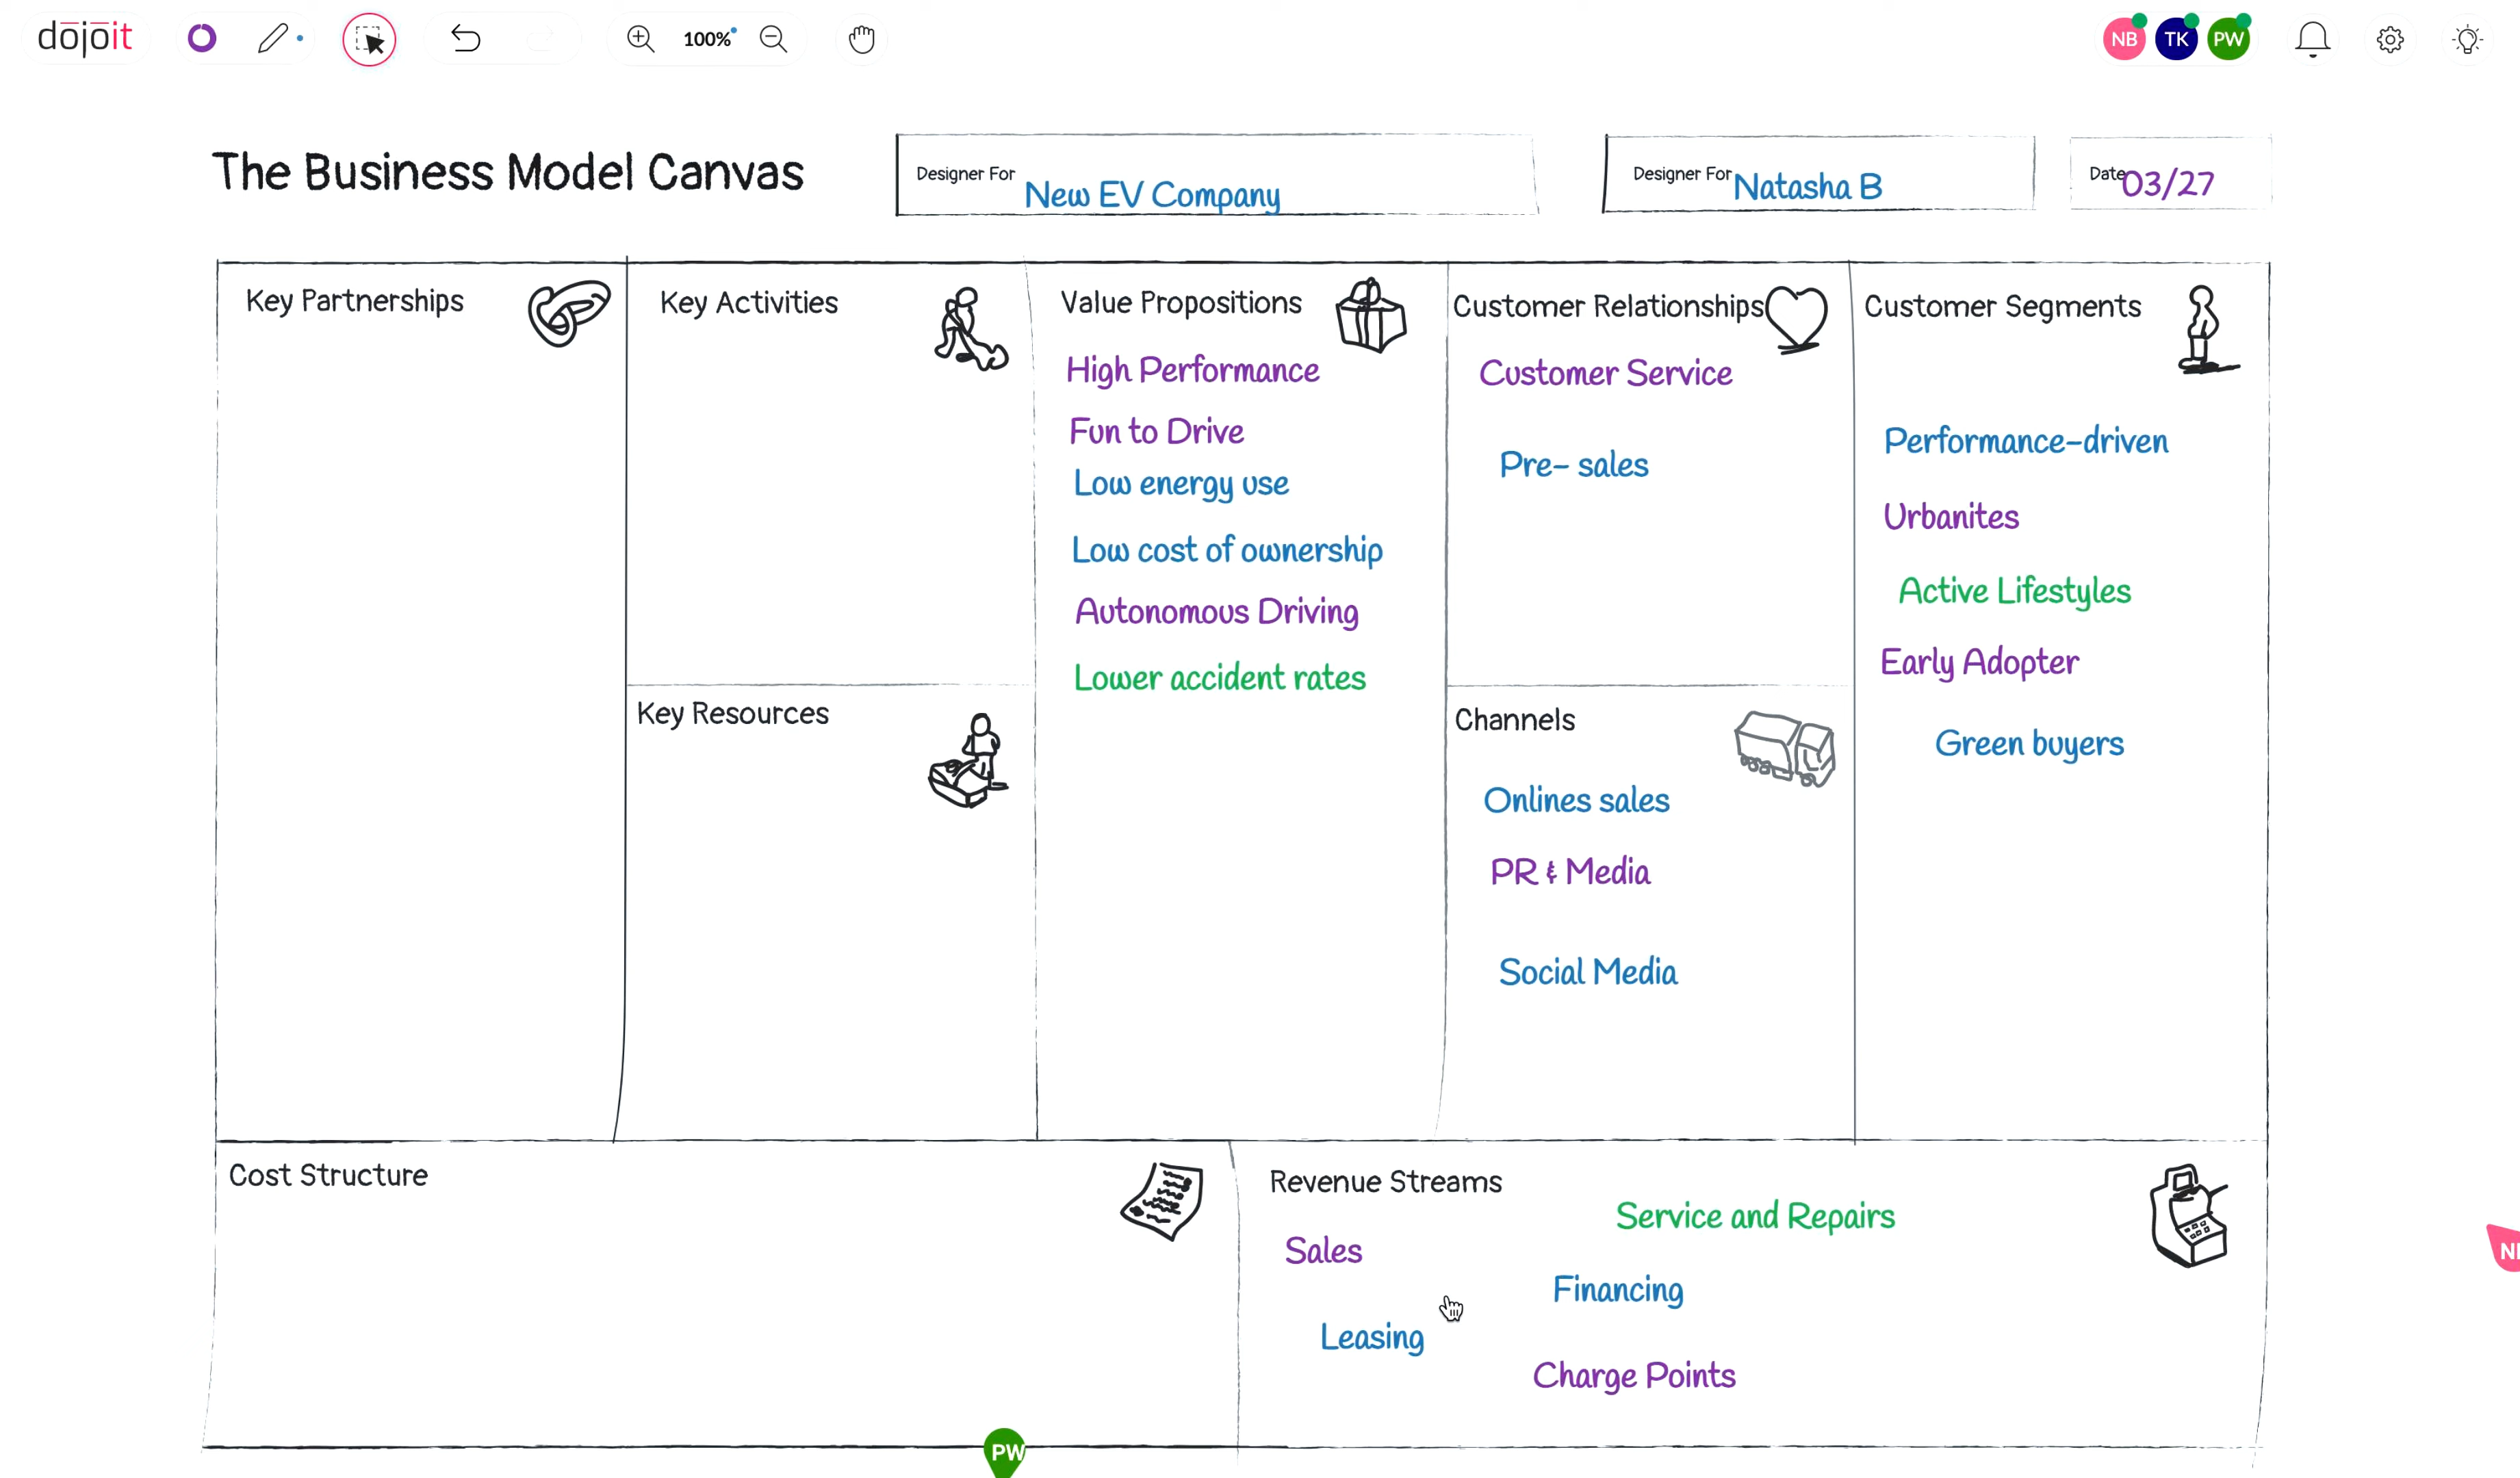 dojoit
100%
NB TK PW
The Business Model Canvas
Designer For New EV Company
Designer For Natasha B
Date 03/27
Key Partnerships
Key Activities
Key Resources
Value Propositions
High Performance
Fun to Drive
Low energy use
Low cost of ownership
Autonomous Driving
Lower accident rates
Customer Relationships
Customer Service
Pre- sales
Channels
Onlines sales
PR & Media
Social Media
Customer Segments
Performance-driven
Urbanites
Active Lifestyles
Early Adopter
Green buyers
Cost Structure
Revenue Streams
Service and Repairs
Sales
Financing
Leasing
Charge Points
PW